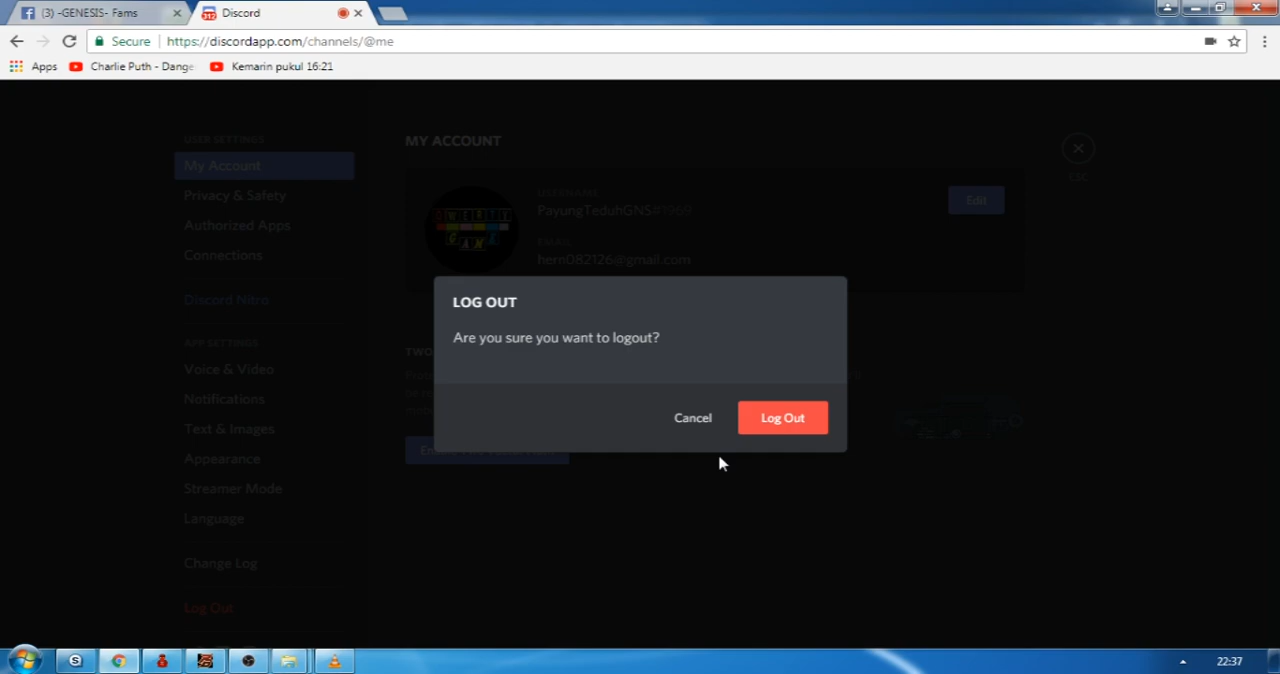 (3) -GENESIS- Fams
312 Discord
Secure https://discordapp.com/channels/@me
Apps Charlie Puth - Dange Kemarin pukul 16:21
USER SETTINGS
My Account
Privacy & Safety
Authorized Apps
Connections
Discord Nitro
APP SETTINGS
Voice & Video
Notifications
Text & Images
Appearance
Streamer Mode
Language
Change Log
Log Out
MY ACCOUNT
ESC
USERNAME
PayungTeduhGNS
Edit
EMAIL
hern082126@gmail.com
LOG OUT
Are you sure you want to logout?
Cancel Log Out
22:37